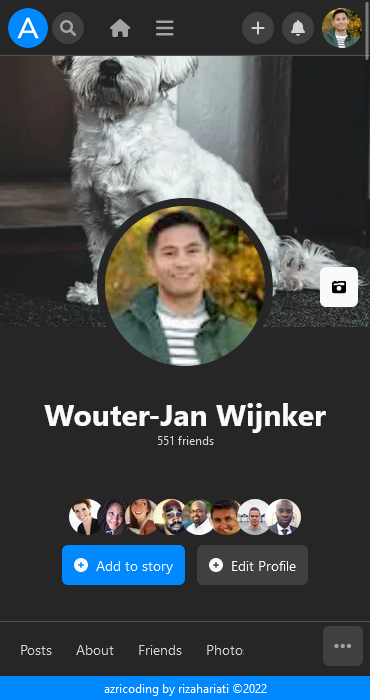 A
Wouter-Jan Wijnker
551 friends
Add to story
Edit Profile
Posts
About
Friends
Photo
azricoding by rizahariati ©2022